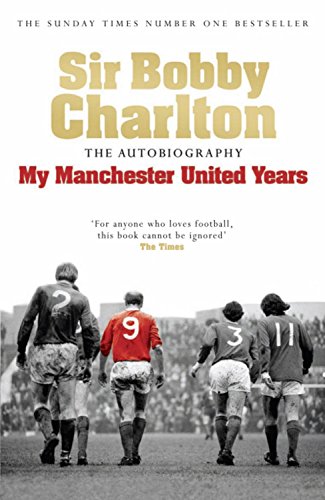 THE SUNDAY TIMES NUMBER ONE BESTSELLER
Sir Bobby
Charlton
THE AUTOBIOGRAPHY
My Manchester United Years
‘For anyone who loves football,
this book cannot be ignored’
The Times
2 9 3 11